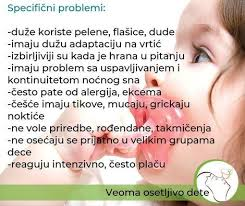 Specifični problemi:
-duže koriste pelene, flašice, dude
-imaju dužu adaptaciju na vrtić
-izbirljiviji su kada je hrana u pitanju
-imaju problem sa uspavljivanjem i
kontinuitetom noćnog sna
-često pate od alergija, ekcema
-češće imaju tikove, mucaju, grickaju
noktiće
-ne vole priredbe, rođendane, takmičenja
-ne osećaju se prijatno u velikim grupama
dece
-reaguju intenzivno, često plaču
Veoma osetljivo dete